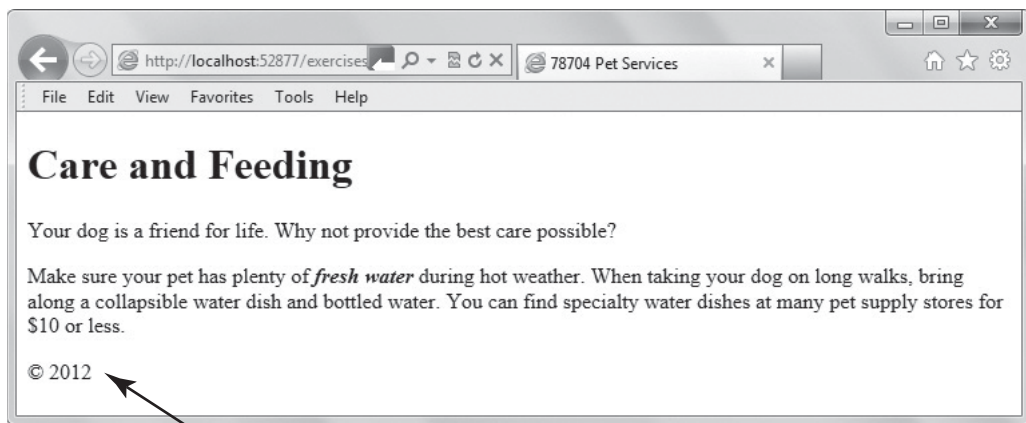 http://localhost:52877/exercises
78704 Pet Services
File Edit View Favorites Tools Help
Care and Feeding
Your dog is a friend for life. Why not provide the best care possible?
Make sure your pet has plenty of fresh water during hot weather. When taking your dog on long walks, bring
along a collapsible water dish and bottled water. You can find specialty water dishes at many pet supply stores for
$10 or less.
© 2012